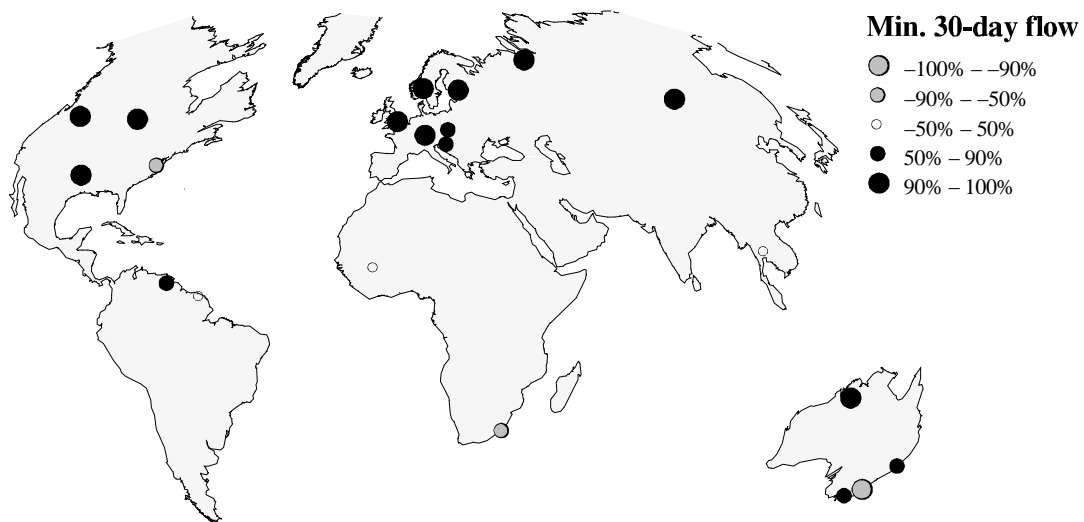 Min. 30-day flow
–100% – –90%
–90% – –50%
–50% – 50%
50% – 90%
90% – 100%